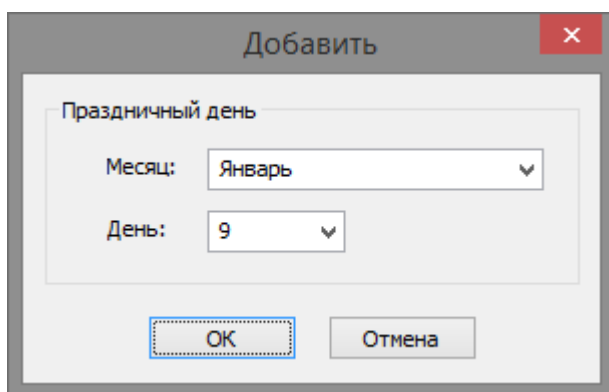 Добавить
Праздничный день
Месяц: Январь
День: 9
ОК Отмена